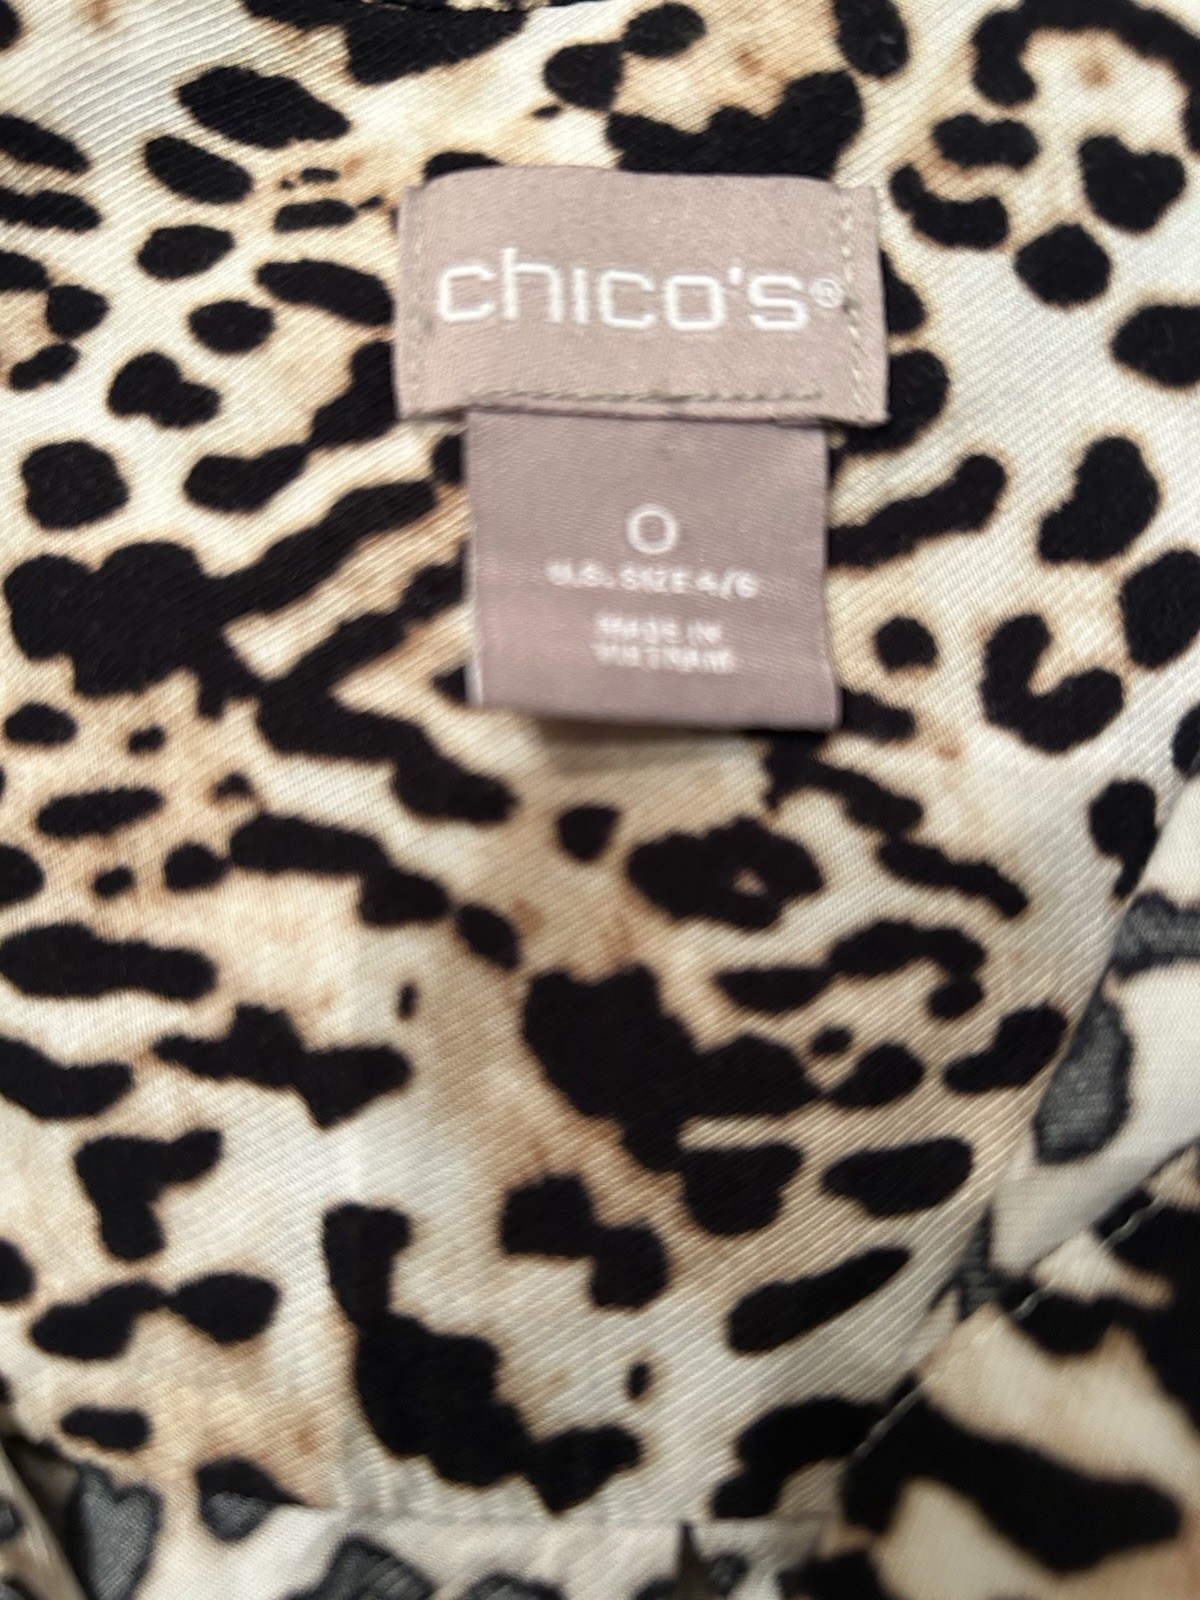 chico's®
0
U.S. SIZE 4/6
MADE IN
VIETNAM